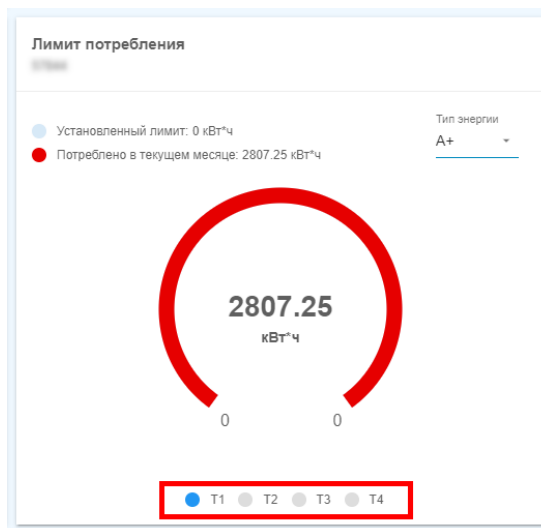 Лимит потребления
Установленный лимит: 0 кВт*ч
Потреблено в текущем месяце: 2807.25 кВт*ч
Тип энергии
A+
2807.25
кВт*ч
0 0
T1 T2 T3 T4